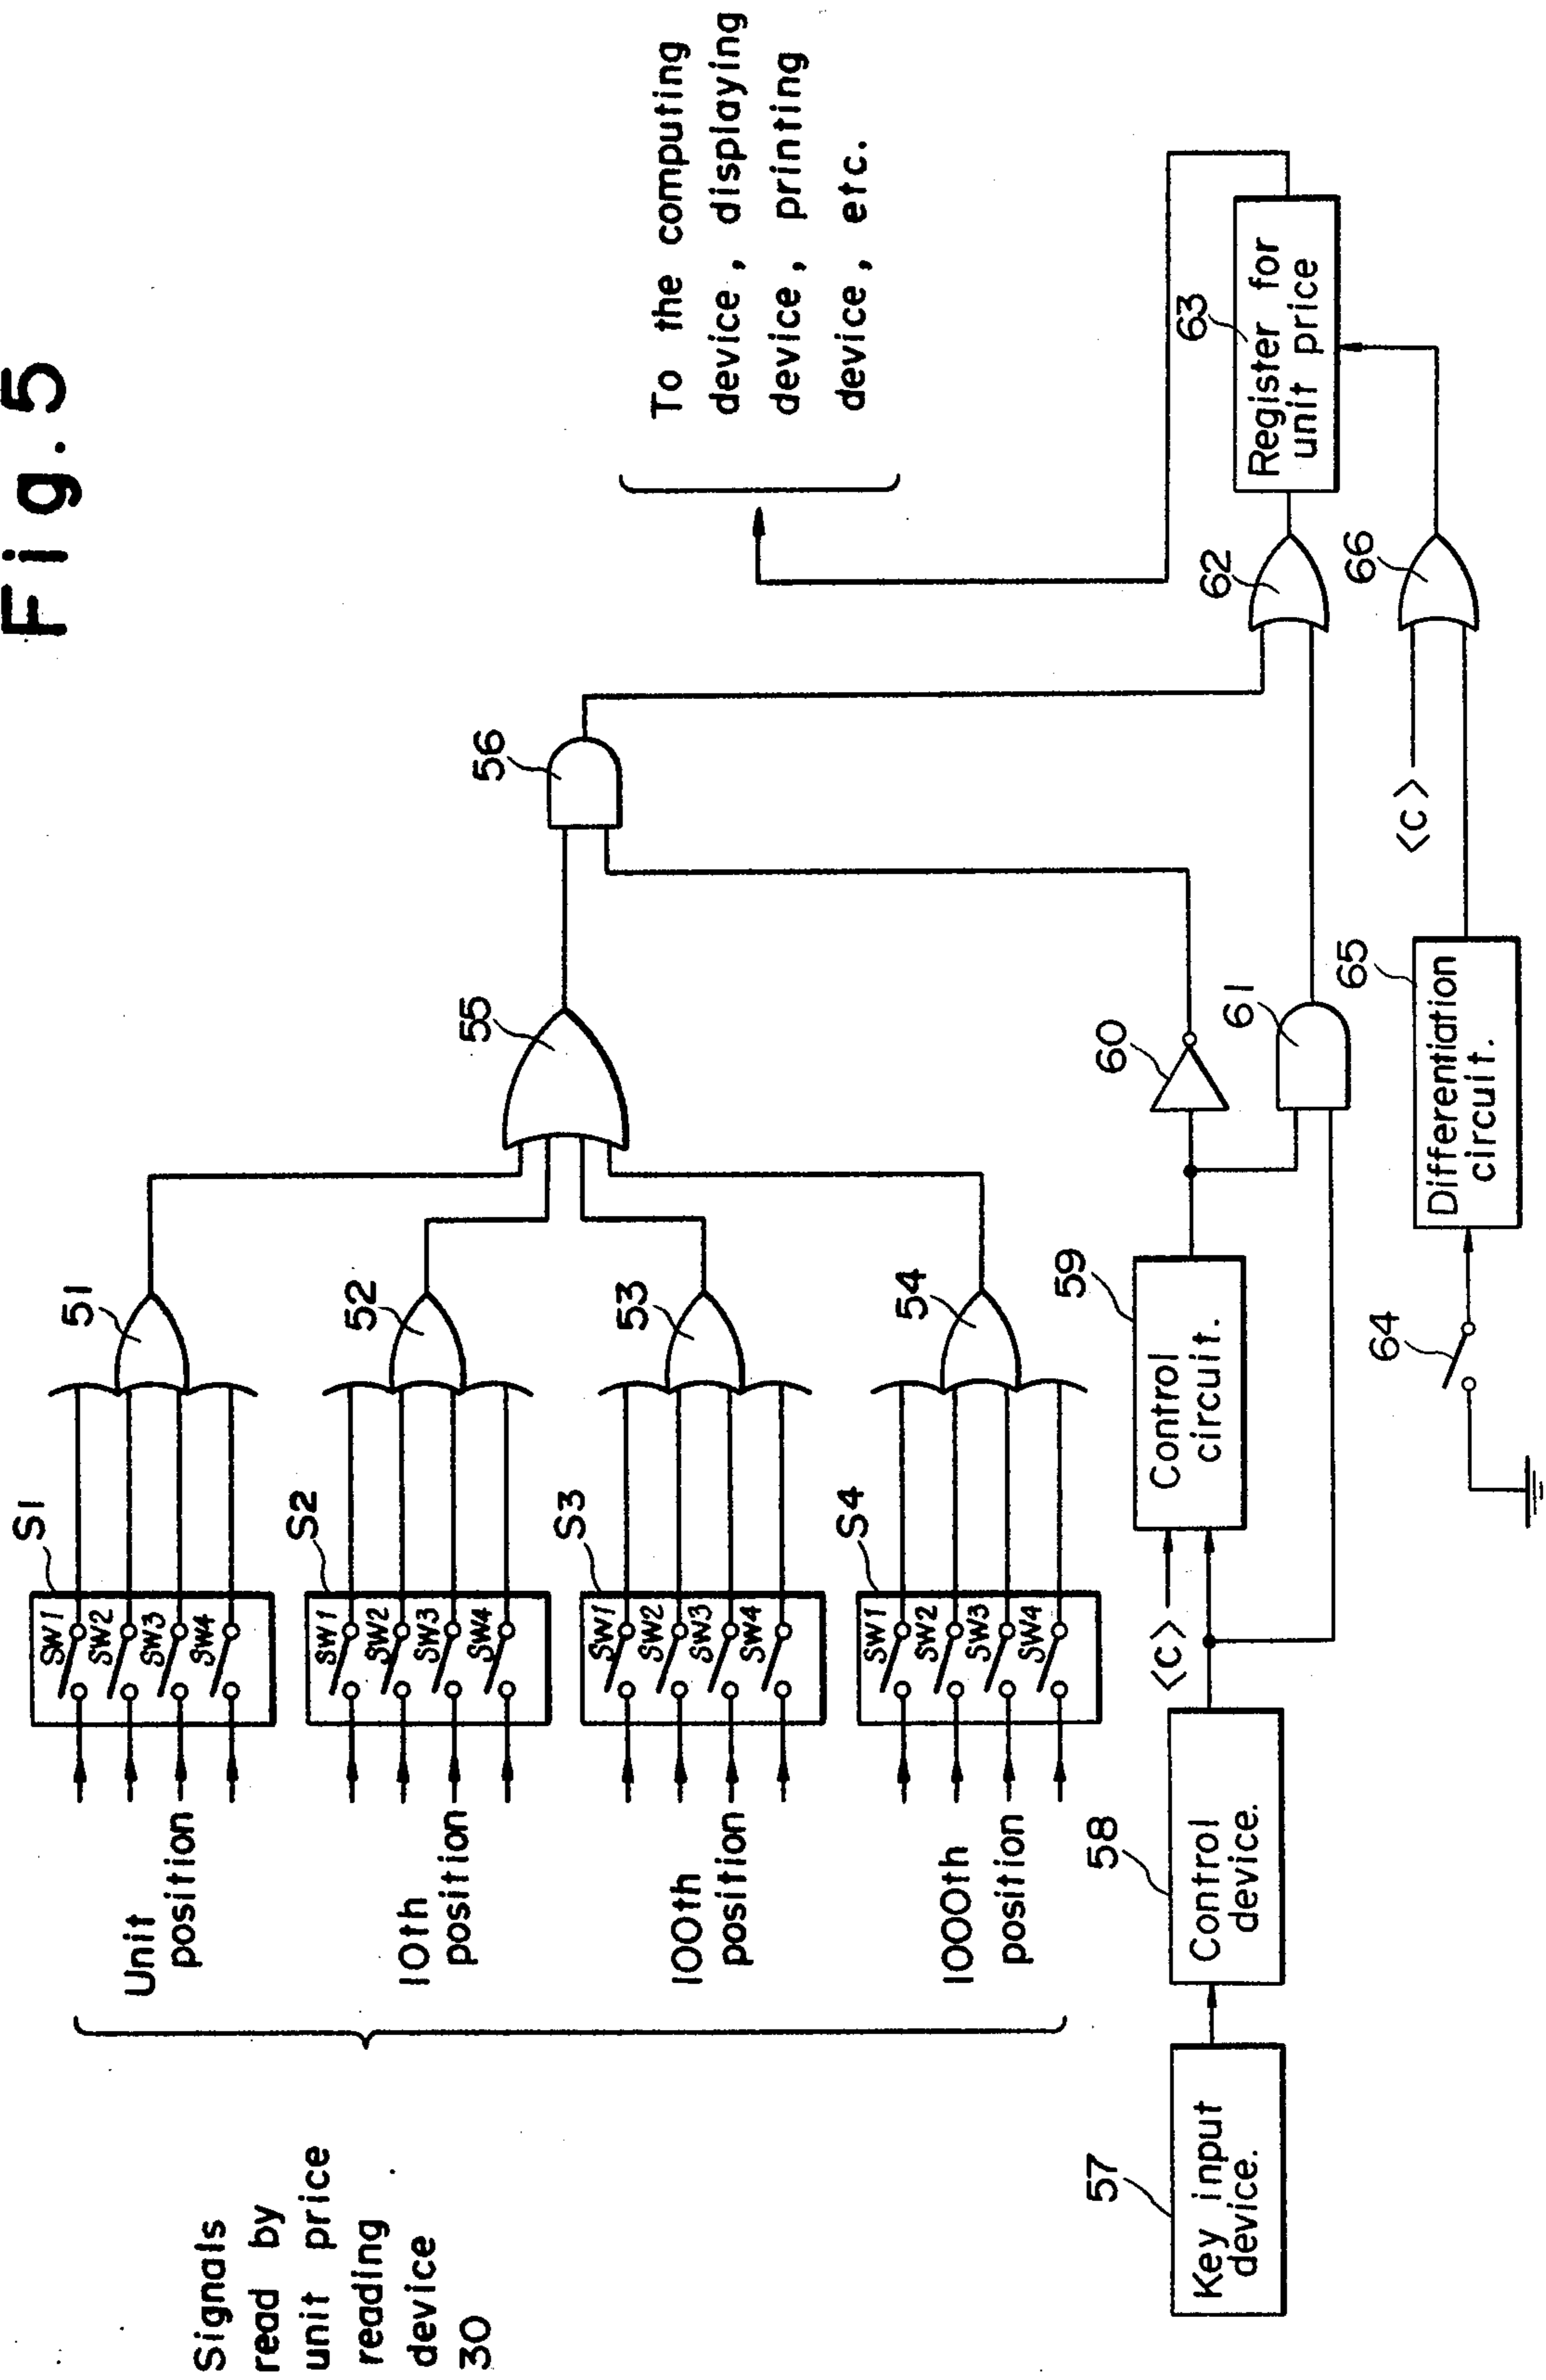 Fig.5
Signals
read by
unit price
reading
device
30
Unit
position
10th
position
100th
position
1000th
position
S1
SW1
SW2
SW3
SW4
S2
SW1
SW2
SW3
SW4
S3
SW1
SW2
SW3
SW4
S4
SW1
SW2
SW3
SW4
51
52
53
54
55
56
To the computing
device, displaying
device, printing
device, etc.
57
Key input
device.
58
Control
device.
<C>
59
Control
circuit.
60
61
62
63
Register for
unit price
64
65
Differentiation
circuit.
<C>
66